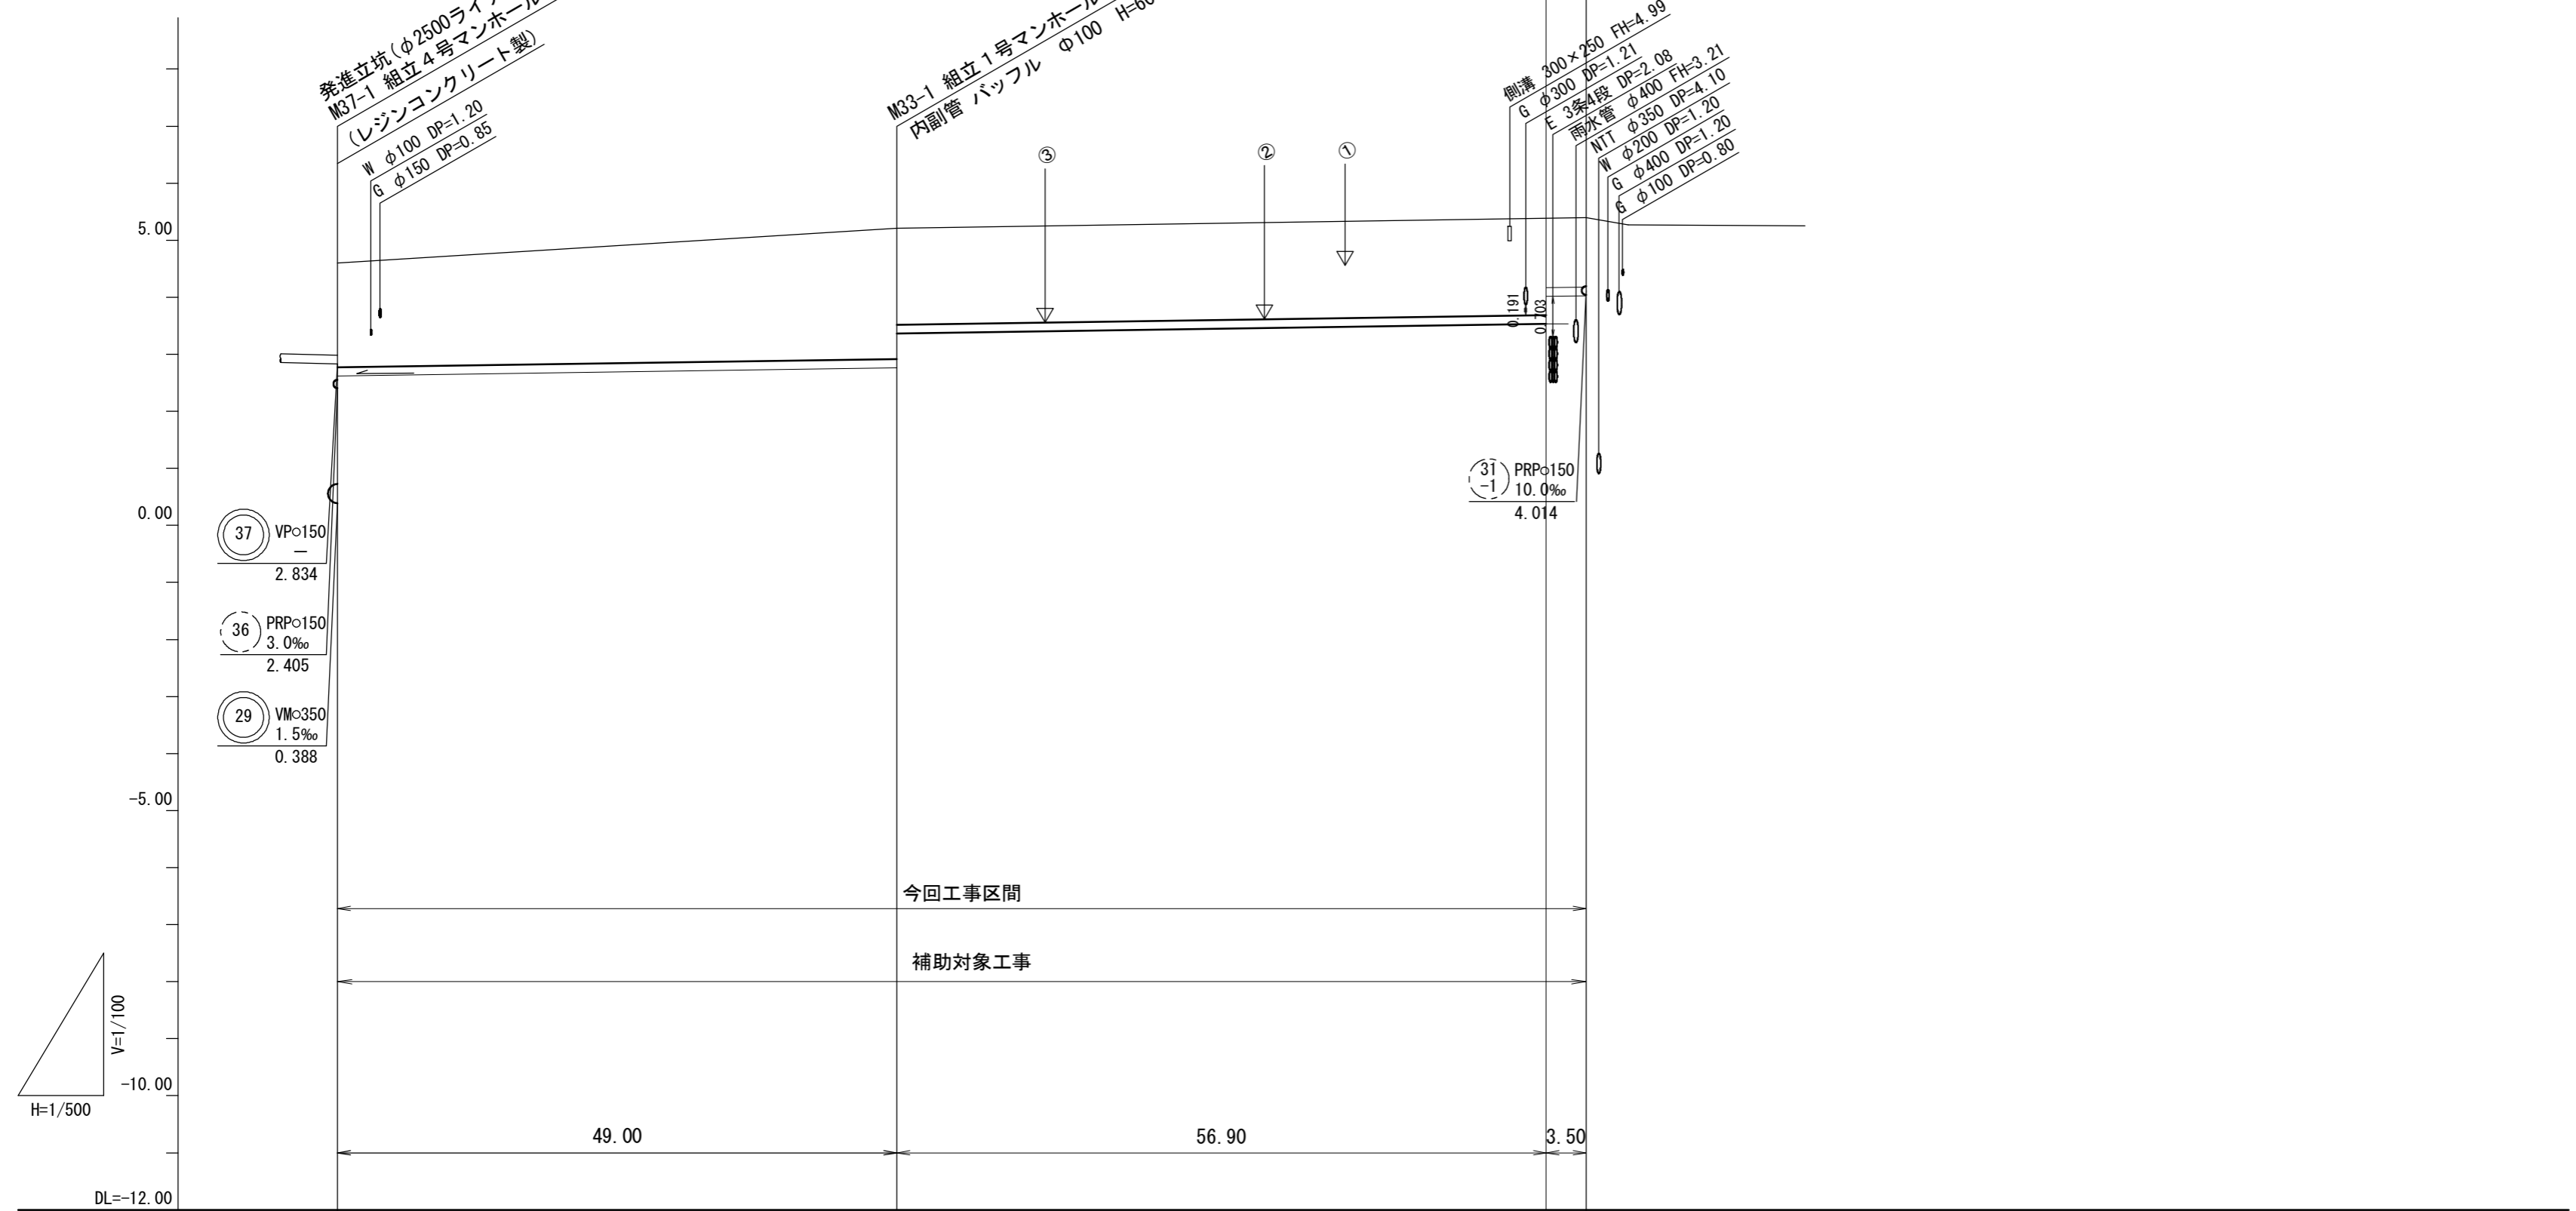 発進立坑(φ2500ライナ
M37-1 組立4号マンホール
(レジンコンクリート製)
W φ100 DP=1.20
G φ150 DP=0.85
M33-1 組立1号マンホール
内副管 バッフル Φ100 H=60
③
②
①
側溝 300×250 FH=4.99
G φ300 DP=1.21
E 3条4段 DP=2.08
雨水管 φ400 FH=3.21
NTT φ350 DP=4.10
W φ200 DP=1.20
G φ400 DP=1.20
G φ100 DP=0.80
5.00
0.191
0.703
31
-1
PRP○150
10.0‰
4.014
0.00
37
VP○150
—
2.834
36
PRP○150
3.0‰
2.405
29
VM○350
1.5‰
0.388
-5.00
今回工事区間
補助対象工事
V=1/100
-10.00
H=1/500
49.00
56.90
3.50
DL=-12.00